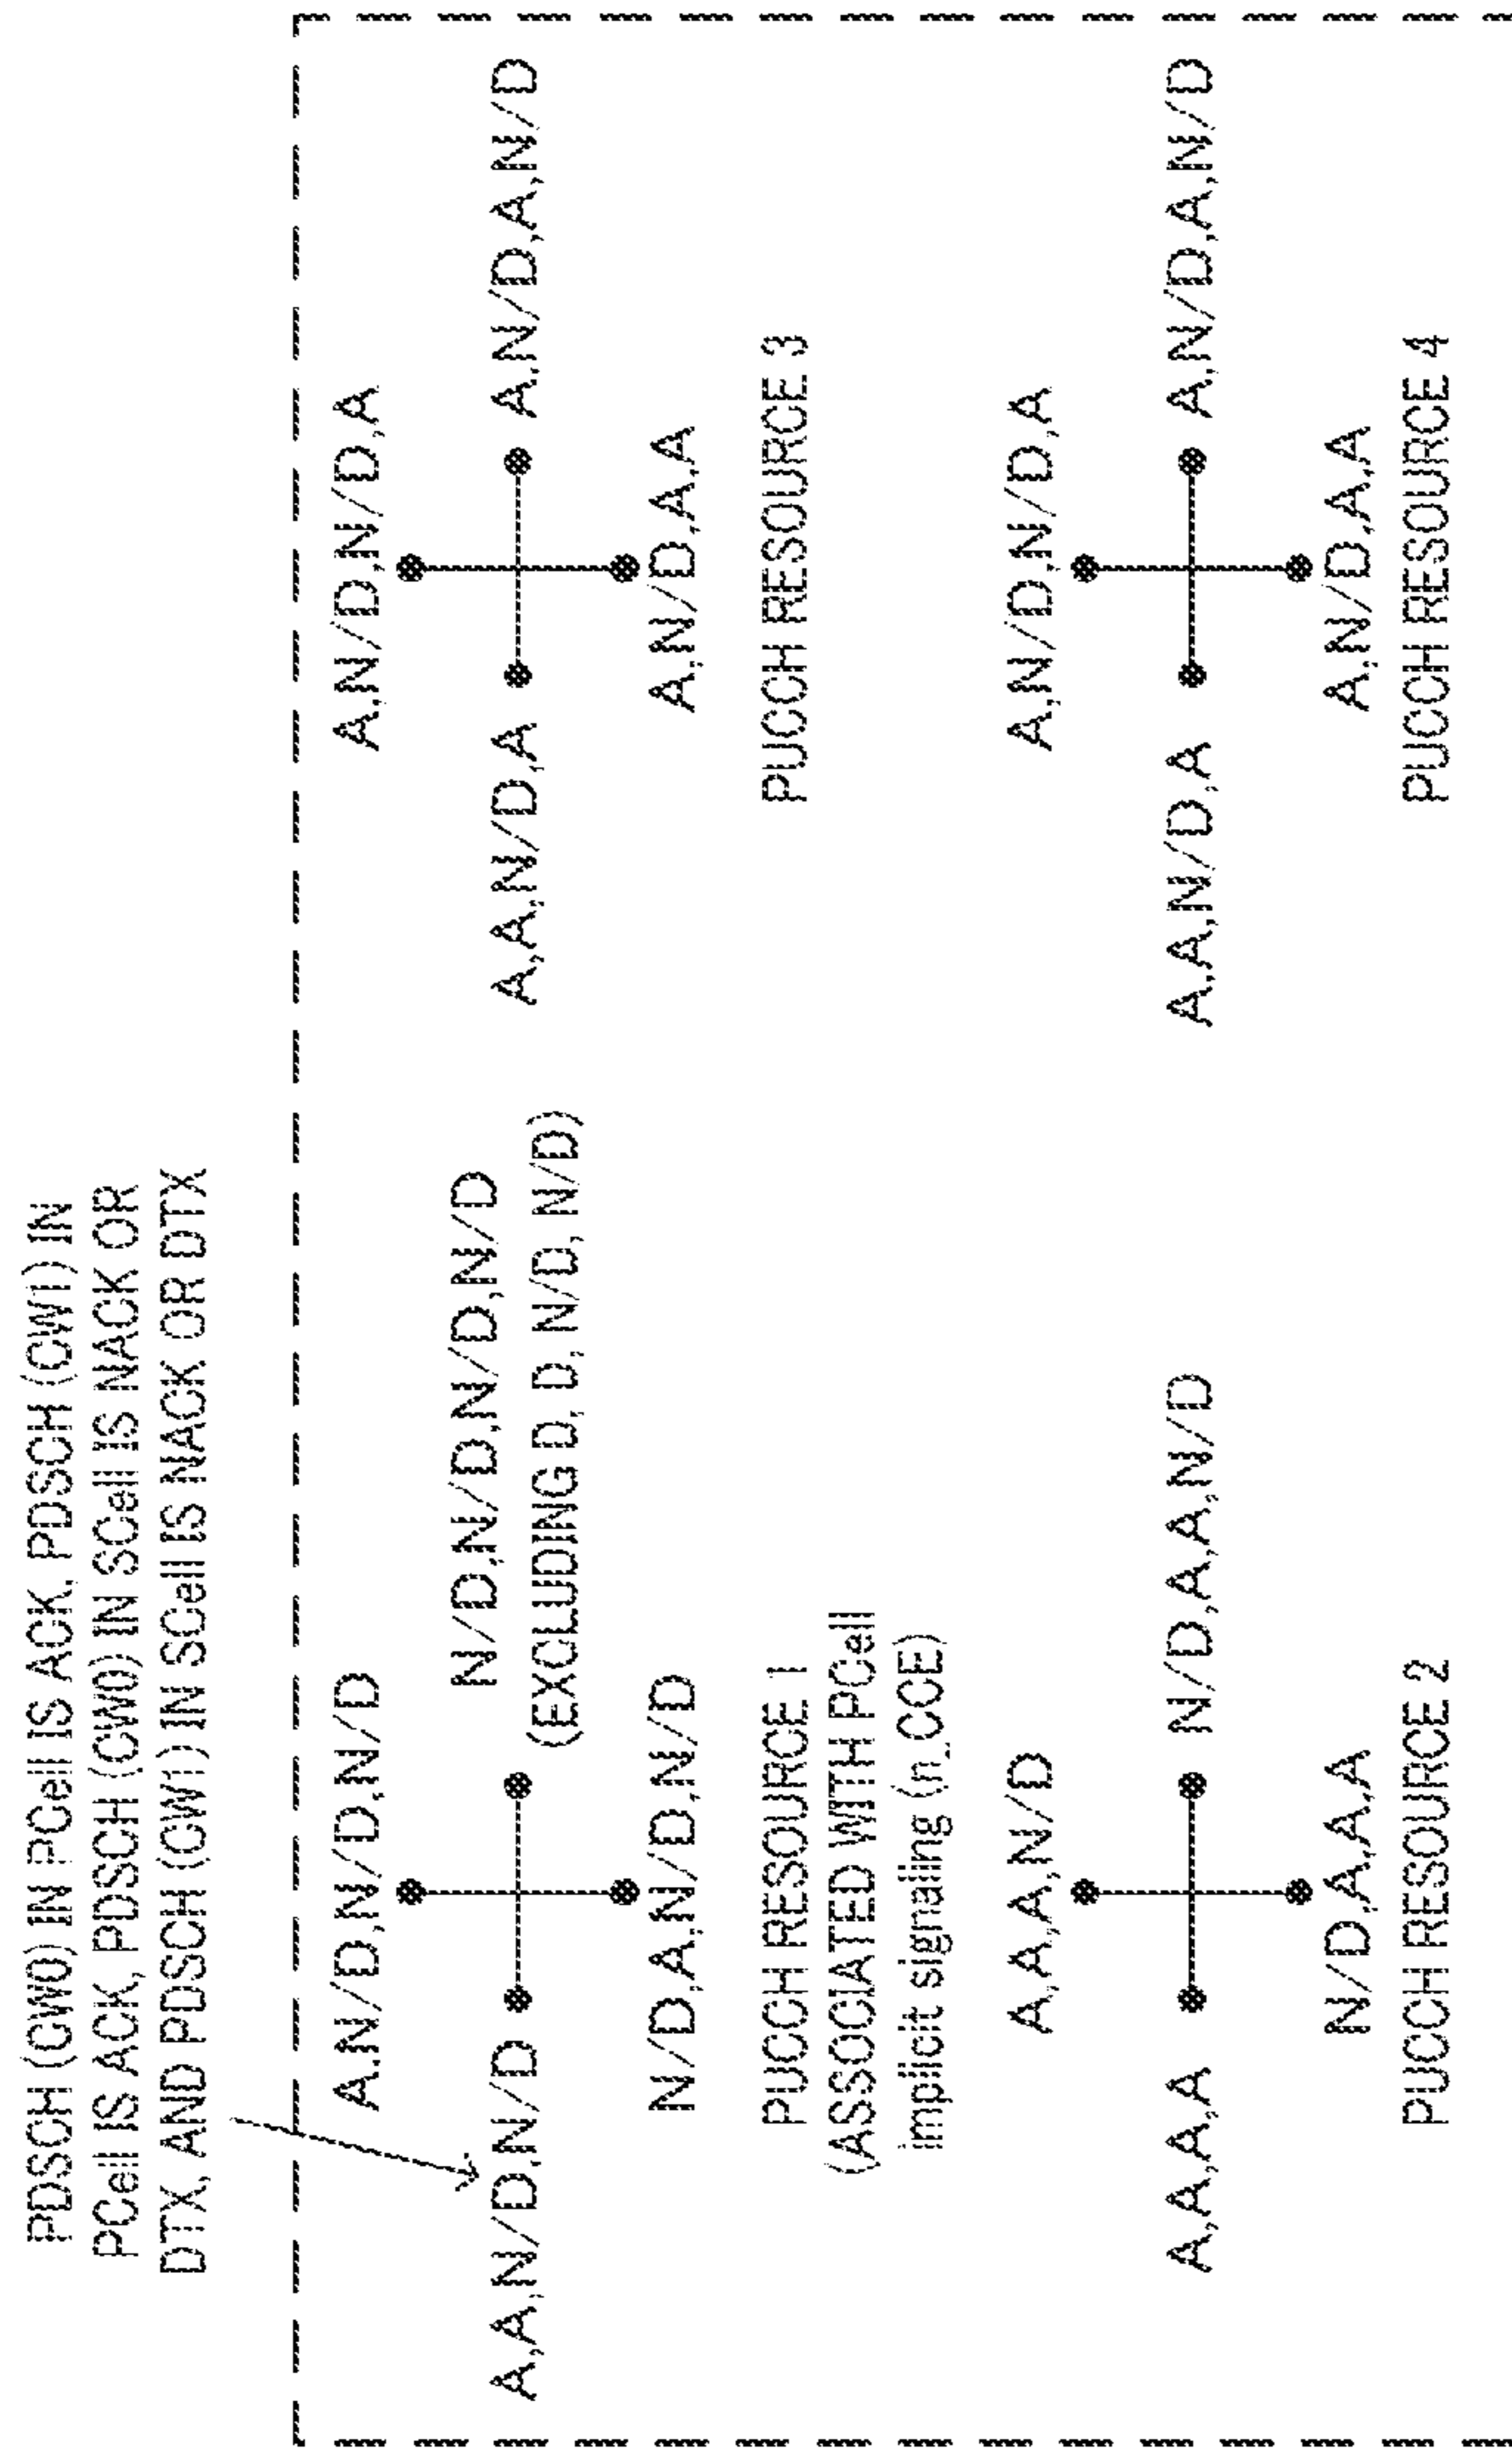 PDSCH (CW0) IN PCell IS ACK, PDSCH (CW1) IN
PCell IS ACK, PDSCH (CW0) IN SCell IS NACK OR
DTX, AND PDSCH (CW1) IN SCell IS NACK OR DTX
A,N/D,N/D,N/D
A,A,N/D,N/D
N/D,N/D,N/D,N/D
(EXCLUDING D, D, N/D, N/D)
N/D,A,N/D,N/D
PUCCH RESOURCE 1
(ASSOCIATED WITH PCell
implicit signaling (n_CCE)
A,N/D,N/D,A
A,A,N/D,A
A,N/D,A,N/D
A,N/D,A,A
PUCCH RESOURCE 3
A,A,A,N/D
A,A,A,A
N/D,A,A,N/D
N/D,A,A,A
PUCCH RESOURCE 2
A,N/D,N/D,A
A,A,N/D,A
A,N/D,A,N/D
A,N/D,A,A
PUCCH RESOURCE 4